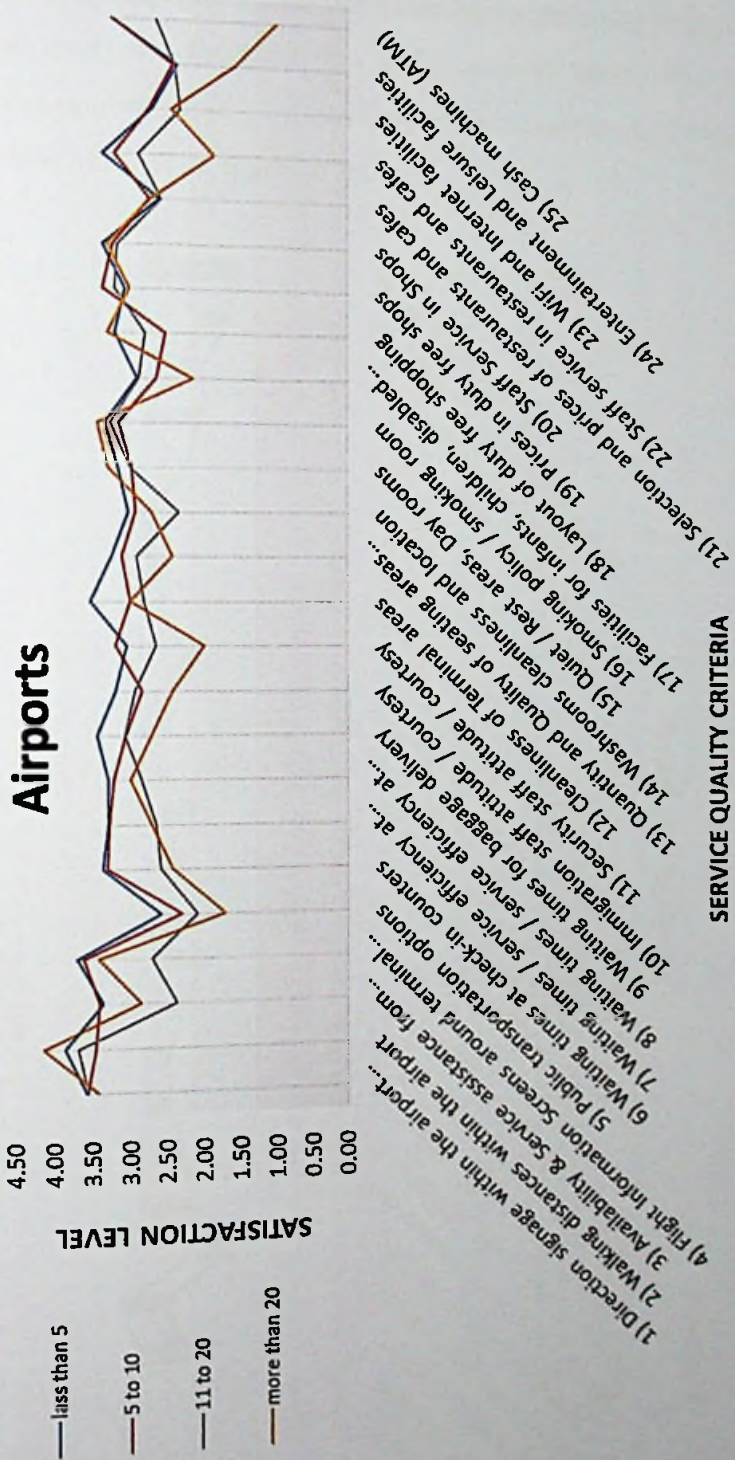 Airports
SATISFACTION LEVEL
4.50
4.00
3.50
3.00
2.50
2.00
1.50
1.00
0.50
0.00
lass than 5
5 to 10
11 to 20
more than 20
1) Direction signage within the airport...
2) Walking distances within the airport
3) Availability & Service assistance from...
4) Flight Information Screens around terminal...
5) Public transportation options
6) Waiting times at check-in counters
7) Waiting times / service efficiency at...
8) Waiting times / service efficiency at...
9) Waiting times for baggage delivery
10) Immigration staff attitude / courtesy
11) Security staff attitude / courtesy
12) Cleanliness of Terminal areas
13) Quantity and Quality of seating areas...
14) Washrooms cleanliness and location
15) Quiet / Rest areas, Day rooms
16) Smoking policy / smoking room
17) Facilities for infants, children, disabled...
18) Layout of duty free shopping
19) Prices in duty free shops
20) Staff Service in Shops
21) Selection and prices of restaurants and cafes
22) Staff service in restaurants and cafes
23) WiFi and Internet facilities
24) Entertainment and Leisure facilities
25) Cash machines (ATM)
SERVICE QUALITY CRITERIA